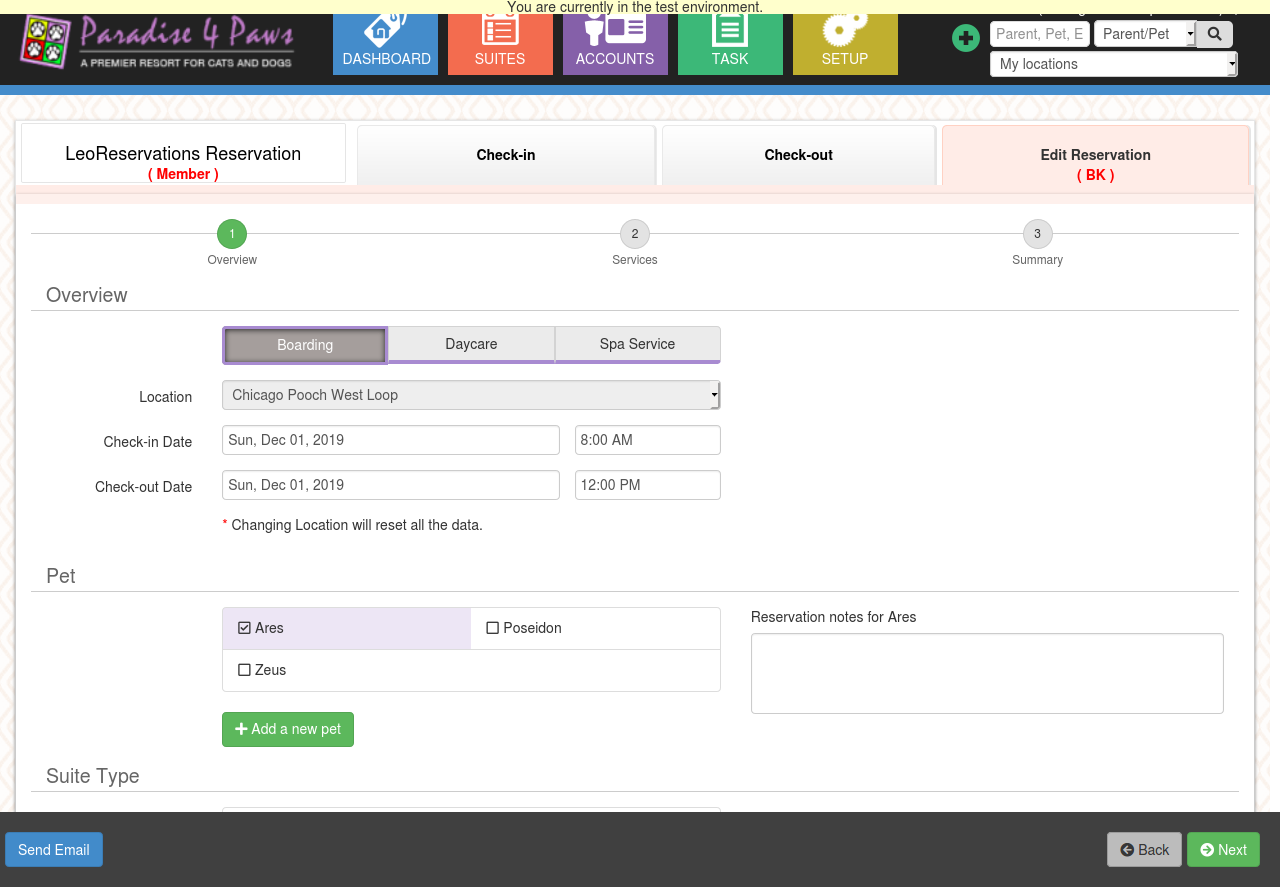 You are currently in the test environment.
Paradise 4 Paws
A PREMIER RESORT FOR CATS AND DOGS
DASHBOARD
SUITES
ACCOUNTS
TASK
SETUP
Parent, Pet, E
Parent/Pet
My locations
LeoReservations Reservation
( Member )
Check-in
Check-out
Edit Reservation
( BK )
1
2
3
Overview
Services
Summary
Overview
Boarding
Daycare
Spa Service
Location
Chicago Pooch West Loop
Check-in Date
Sun, Dec 01, 2019
8:00 AM
Check-out Date
Sun, Dec 01, 2019
12:00 PM
* Changing Location will reset all the data.
Pet
Ares
Poseidon
Reservation notes for Ares
Zeus
Add a new pet
Suite Type
Send Email
Back
Next